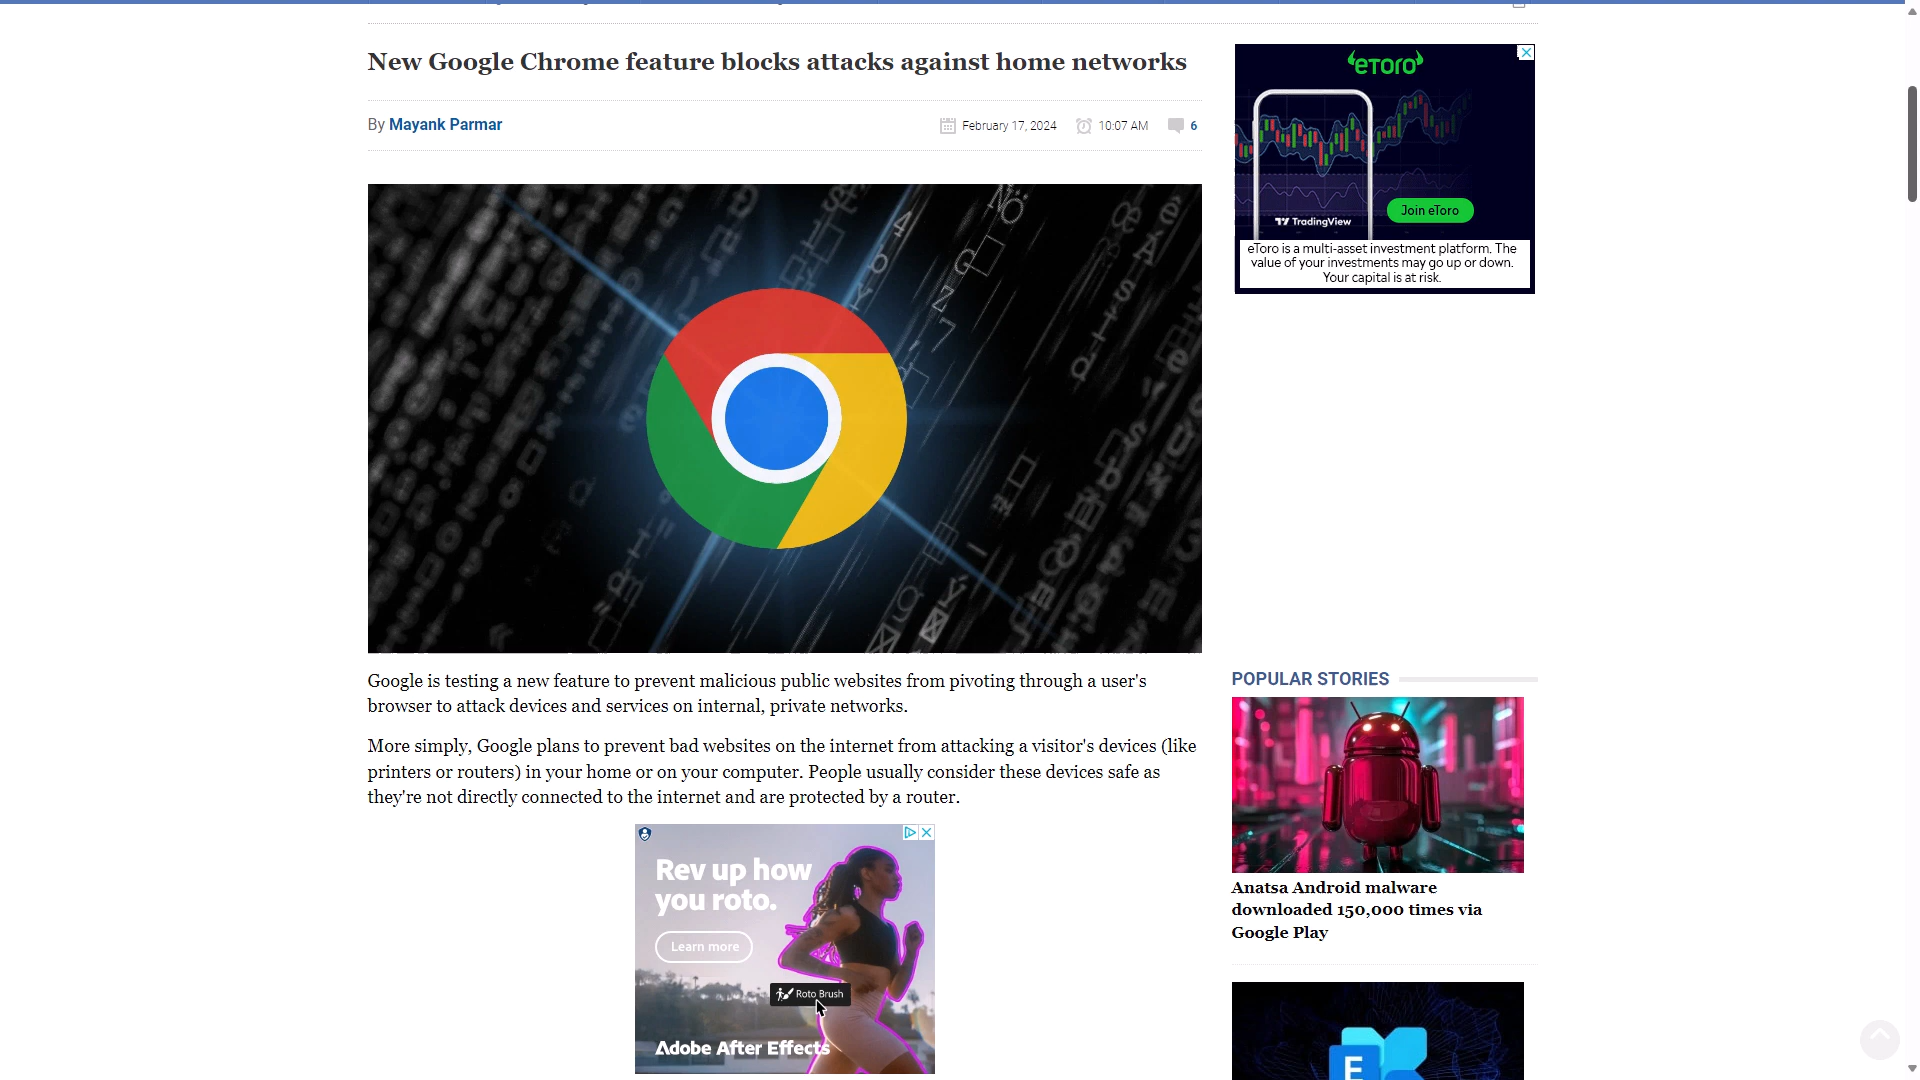 New Google Chrome feature blocks attacks against home networks
By Mayank Parmar
February 17, 2024
10:07 AM
6
Google is testing a new feature to prevent malicious public websites from pivoting through a user's
browser to attack devices and services on internal, private networks.
More simply, Google plans to prevent bad websites on the internet from attacking a visitor's devices (like
printers or routers) in your home or on your computer. People usually consider these devices safe as
they're not directly connected to the internet and are protected by a router.
Rev up how
you roto.
Learn more
Roto Brush
Adobe After Effects
eToro
TradingView
Join eToro
eToro is a multi-asset investment platform. The
value of your investments may go up or down.
Your capital is at risk.
POPULAR STORIES
Anatsa Android malware
downloaded 150,000 times via
Google Play
E